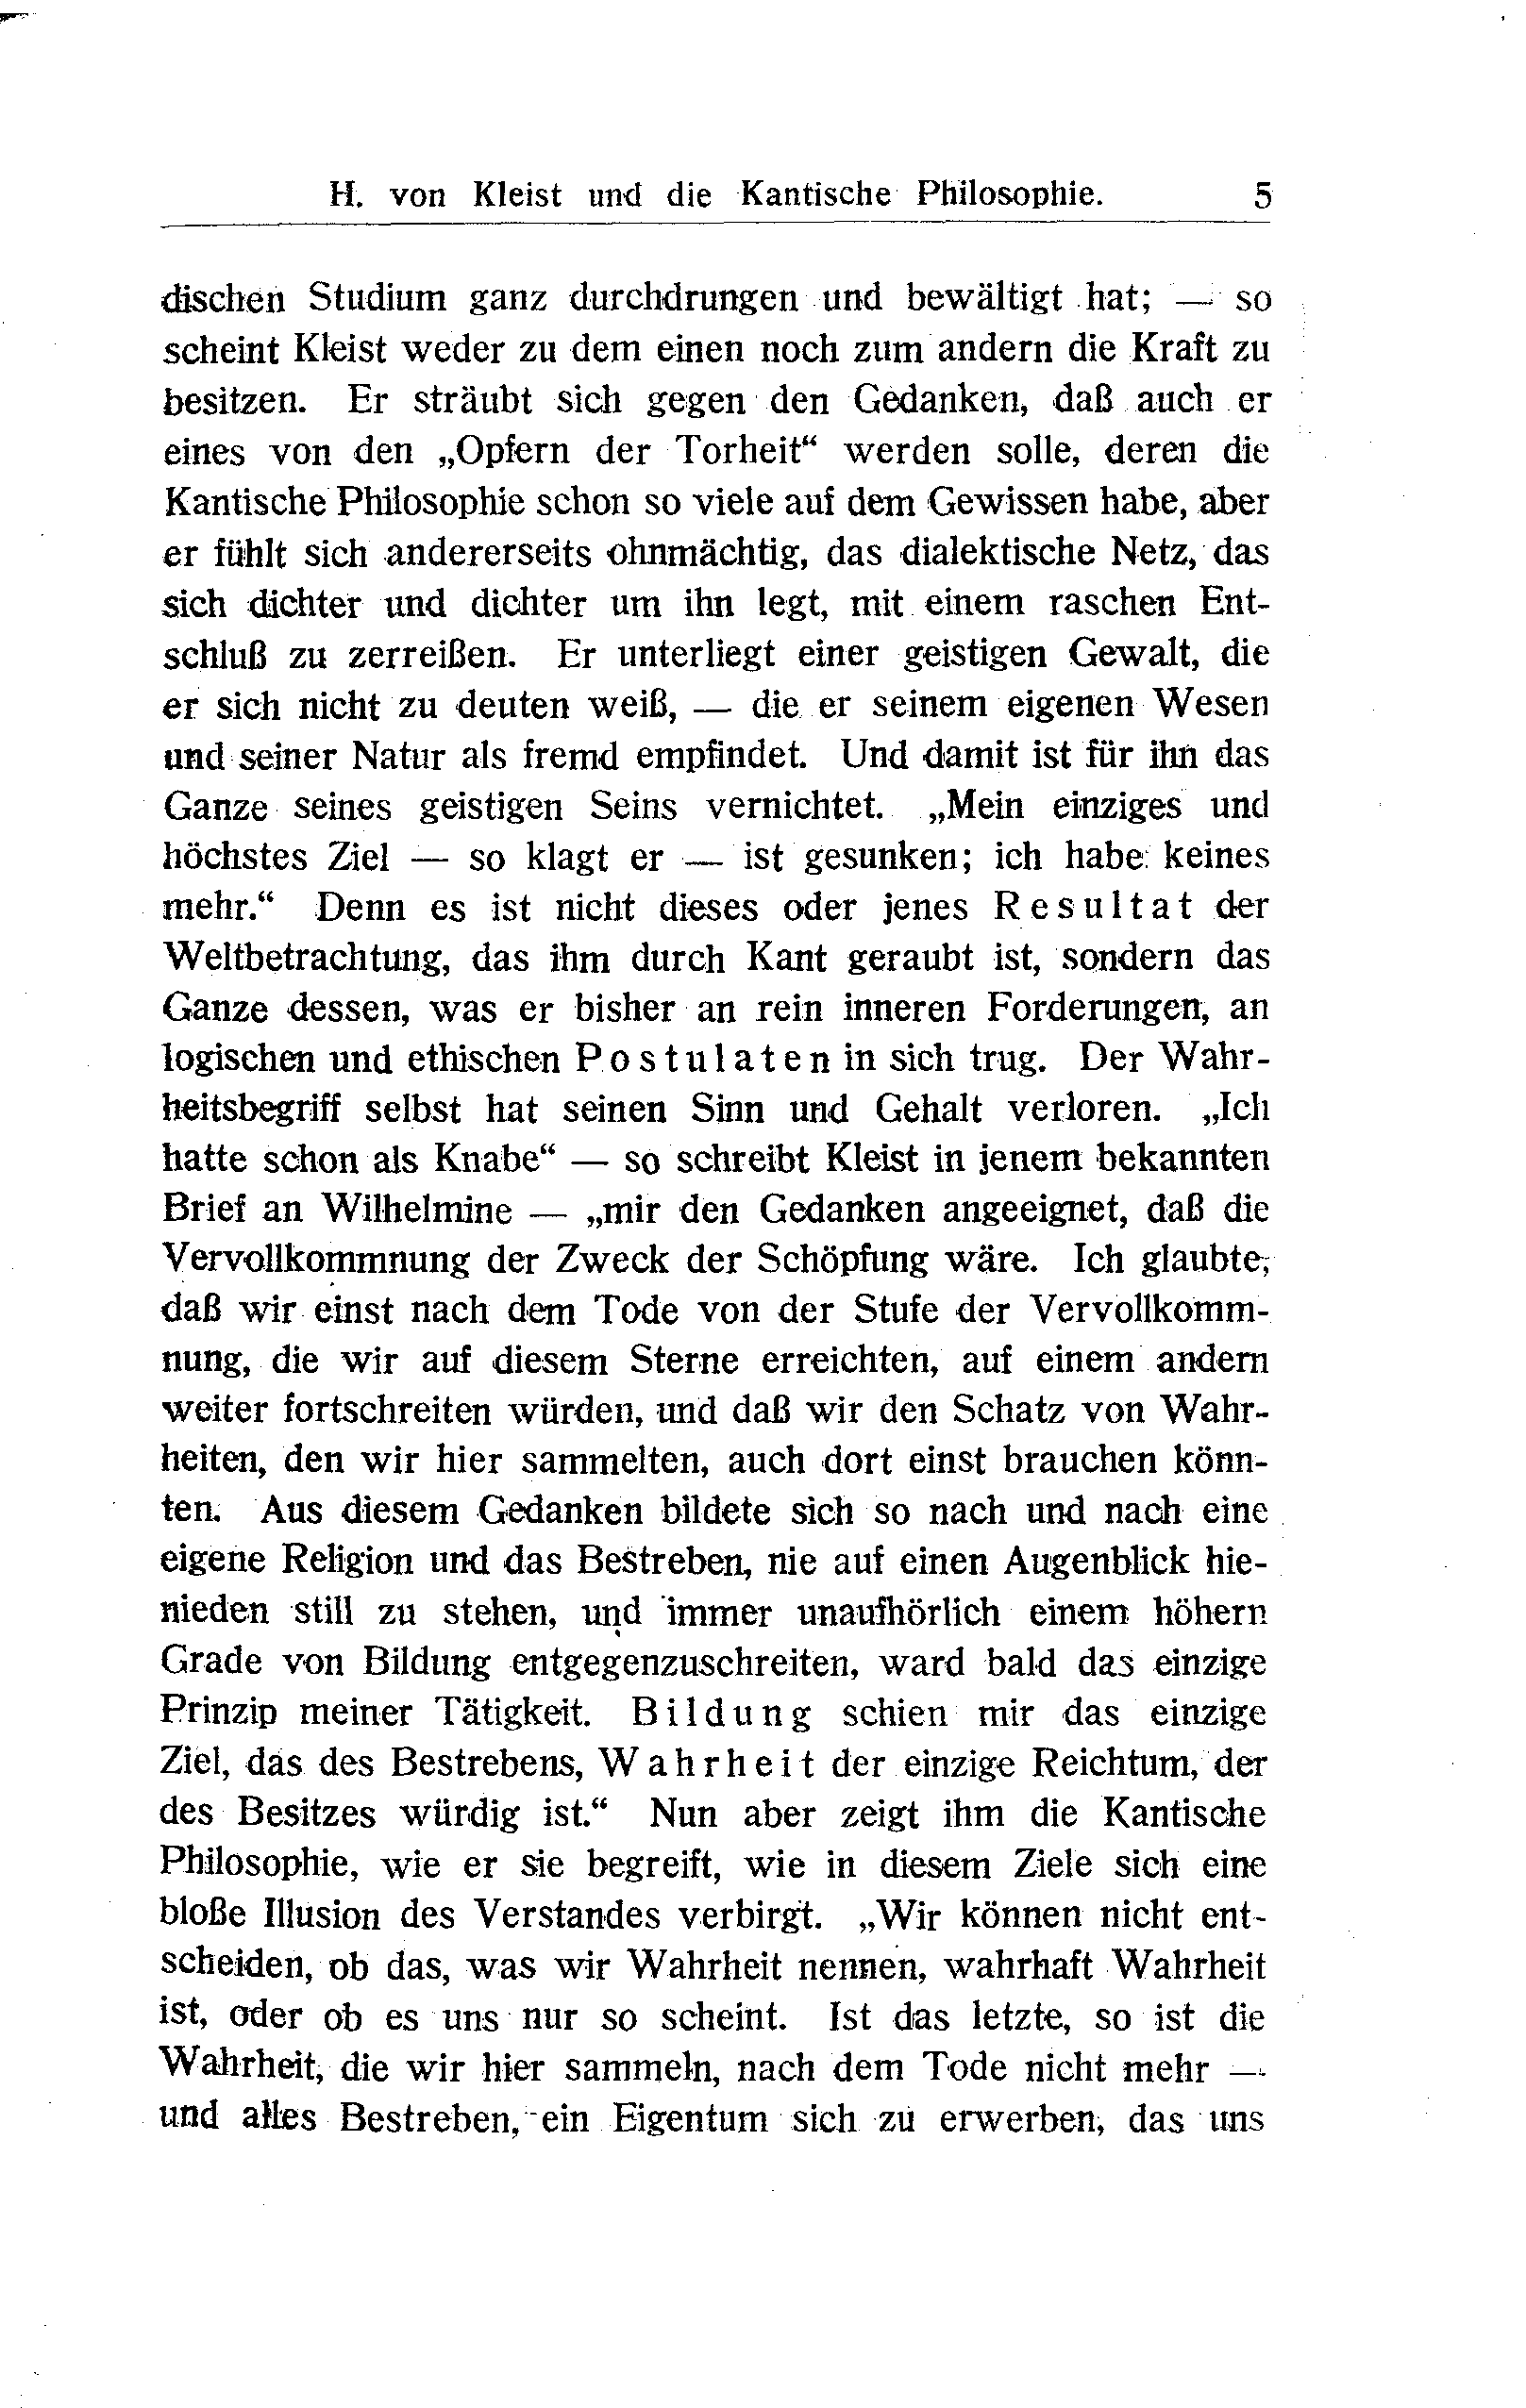 H. von Kleist und die Kantische Philosophie. 5
dischen Studium ganz durchdrungen und bewältigt hat; — so
scheint Kleist weder zu dem einen noch zum andern die Kraft zu
besitzen. Er sträubt sich gegen den Gedanken, daß auch er
eines von den „Opfern der Torheit“ werden solle, deren die
Kantische Philosophie schon so viele auf dem Gewissen habe, aber
er fühlt sich andererseits ohnmächtig, das dialektische Netz, das
sich dichter und dichter um ihn legt, mit einem raschen Ent-
schluß zu zerreißen. Er unterliegt einer geistigen Gewalt, die
er sich nicht zu deuten weiß, — die er seinem eigenen Wesen
und seiner Natur als fremd empfindet. Und damit ist für ihn das
Ganze seines geistigen Seins vernichtet. „Mein einziges und
höchstes Ziel — so klagt er — ist gesunken; ich habe keines
mehr.“ Denn es ist nicht dieses oder jenes Resultat der
Weltbetrachtung, das ihm durch Kant geraubt ist, sondern das
Ganze dessen, was er bisher an rein inneren Forderungen, an
logischen und ethischen Postulaten in sich trug. Der Wahr-
heitsbegriff selbst hat seinen Sinn und Gehalt verloren. „Ich
hatte schon als Knabe“ — so schreibt Kleist in jenem bekannten
Brief an Wilhelmine — „mir den Gedanken angeeignet, daß die
Vervollkommnung der Zweck der Schöpfung wäre. Ich glaubte,
daß wir einst nach dem Tode von der Stufe der Vervollkomm-
nung, die wir auf diesem Sterne erreichten, auf einem andern
weiter fortschreiten würden, und daß wir den Schatz von Wahr-
heiten, den wir hier sammelten, auch dort einst brauchen könn-
ten. Aus diesem Gedanken bildete sich so nach und nach eine
eigene Religion und das Bestreben, nie auf einen Augenblick hie-
nieden still zu stehen, und immer unaufhörlich einem höhern
Grade von Bildung entgegenzuschreiten, ward bald das einzige
Prinzip meiner Tätigkeit. Bildung schien mir das einzige
Ziel, das des Bestrebens, Wahrheit der einzige Reichtum, der
des Besitzes würdig ist.“ Nun aber zeigt ihm die Kantische
Philosophie, wie er sie begreift, wie in diesem Ziele sich eine
bloße Illusion des Verstandes verbirgt. „Wir können nicht ent-
scheiden, ob das, was wir Wahrheit nennen, wahrhaft Wahrheit
ist, oder ob es uns nur so scheint. Ist das letzte, so ist die
Wahrheit, die wir hier sammeln, nach dem Tode nicht mehr —
und alles Bestreben, ein Eigentum sich zu erwerben, das uns